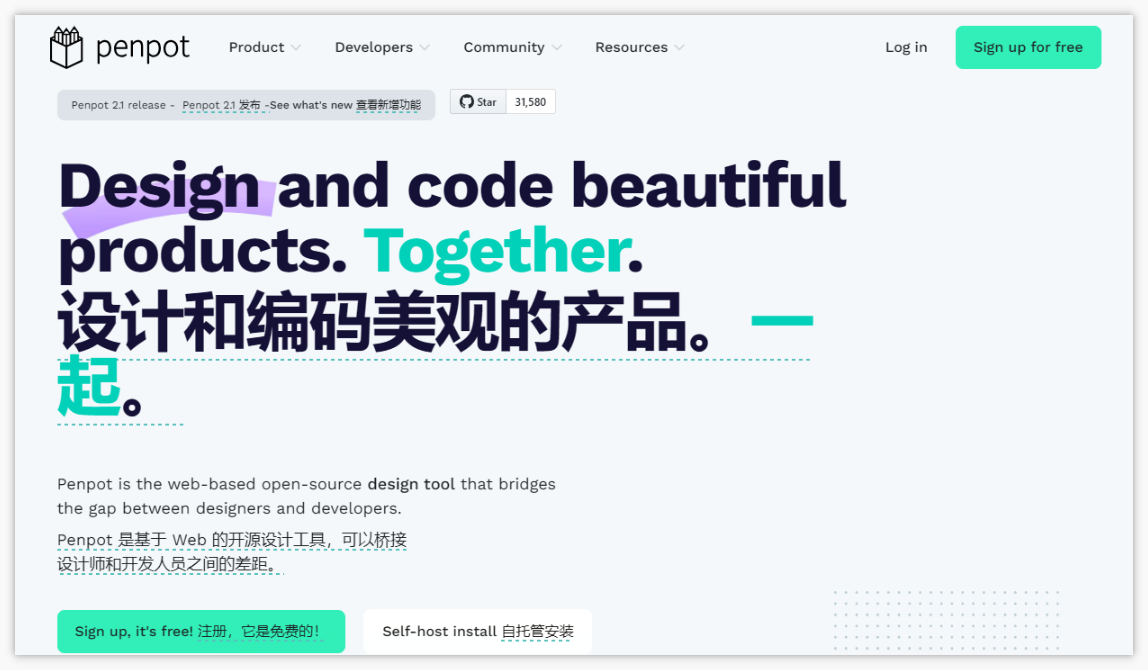 penpot Product Developers Community Resources Log in Sign up for free
Penpot 2.1 release - Penpot 2.1 发布 -See what's new 查看新增功能 Star 31,580
Design and code beautiful
products. Together.
设计和编码美观的产品。一
起。
Penpot is the web-based open-source design tool that bridges
the gap between designers and developers.
Penpot 是基于 Web 的开源设计工具，可以桥接
设计师和开发人员之间的差距。
Sign up, it's free! 注册，它是免费的！ Self-host install 自托管安装